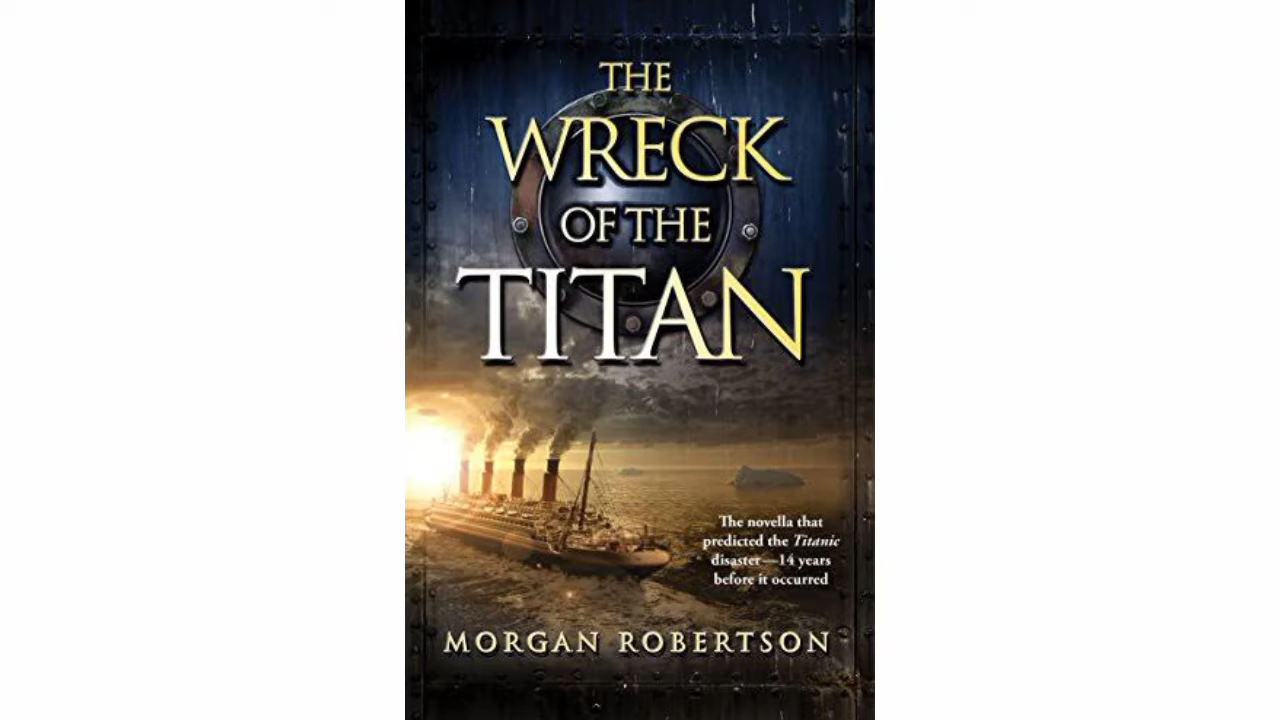 THE
WRECK
OF THE
TITAN
The novella that
predicted the Titanic
disaster—14 years
before it occurred
MORGAN ROBERTSON